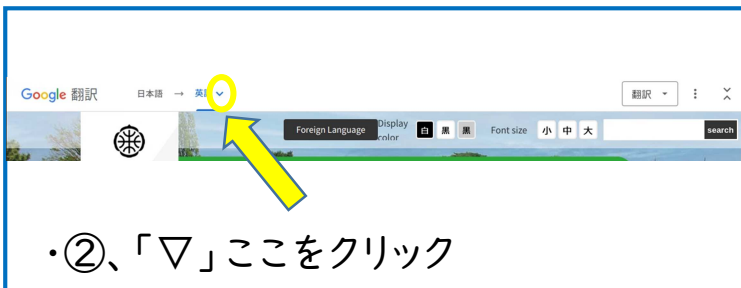 Google 翻訳 日本語 → 英語 翻訳
Foreign Language Display color 白 黒 黒 Font size 小 中 大 search
・②、「▽」ここをクリック